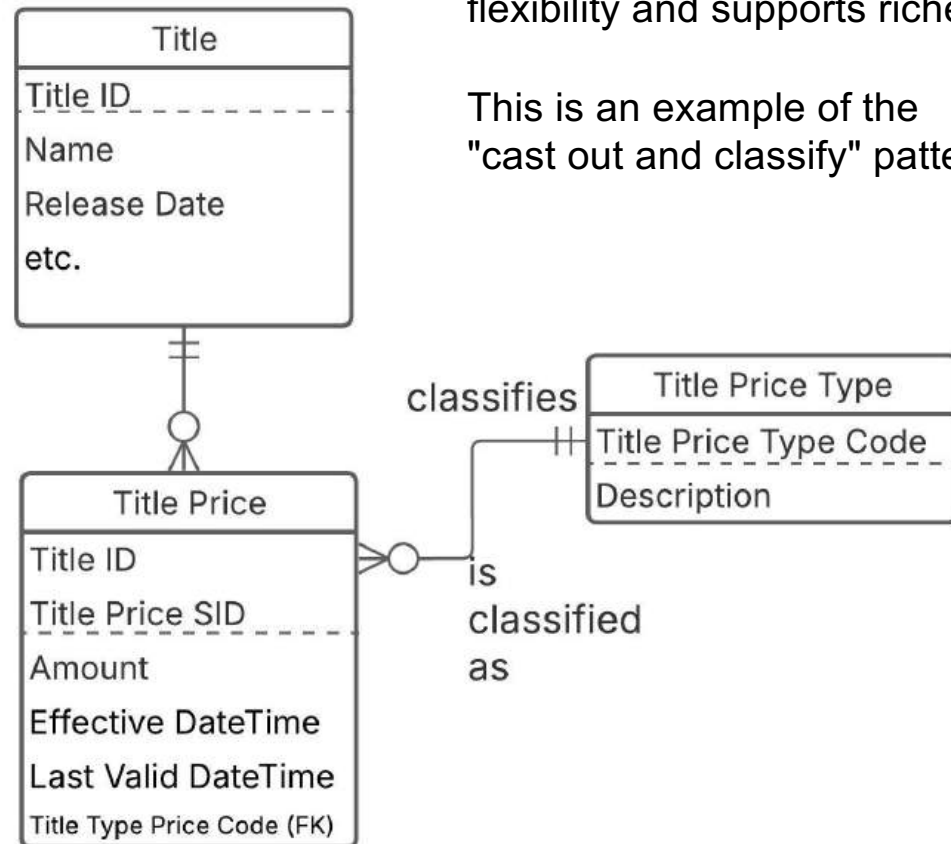 flexibility and supports
This is an example of the
"cast out and classify"
Title
Title ID
Name
Release Date
etc.
classifies
Title Price Type
Title Price Type Code
Description
Title Price
Title ID
Title Price SID
Amount
Effective DateTime
Last Valid DateTime
Title Type Price Code (FK)
is
classified
as